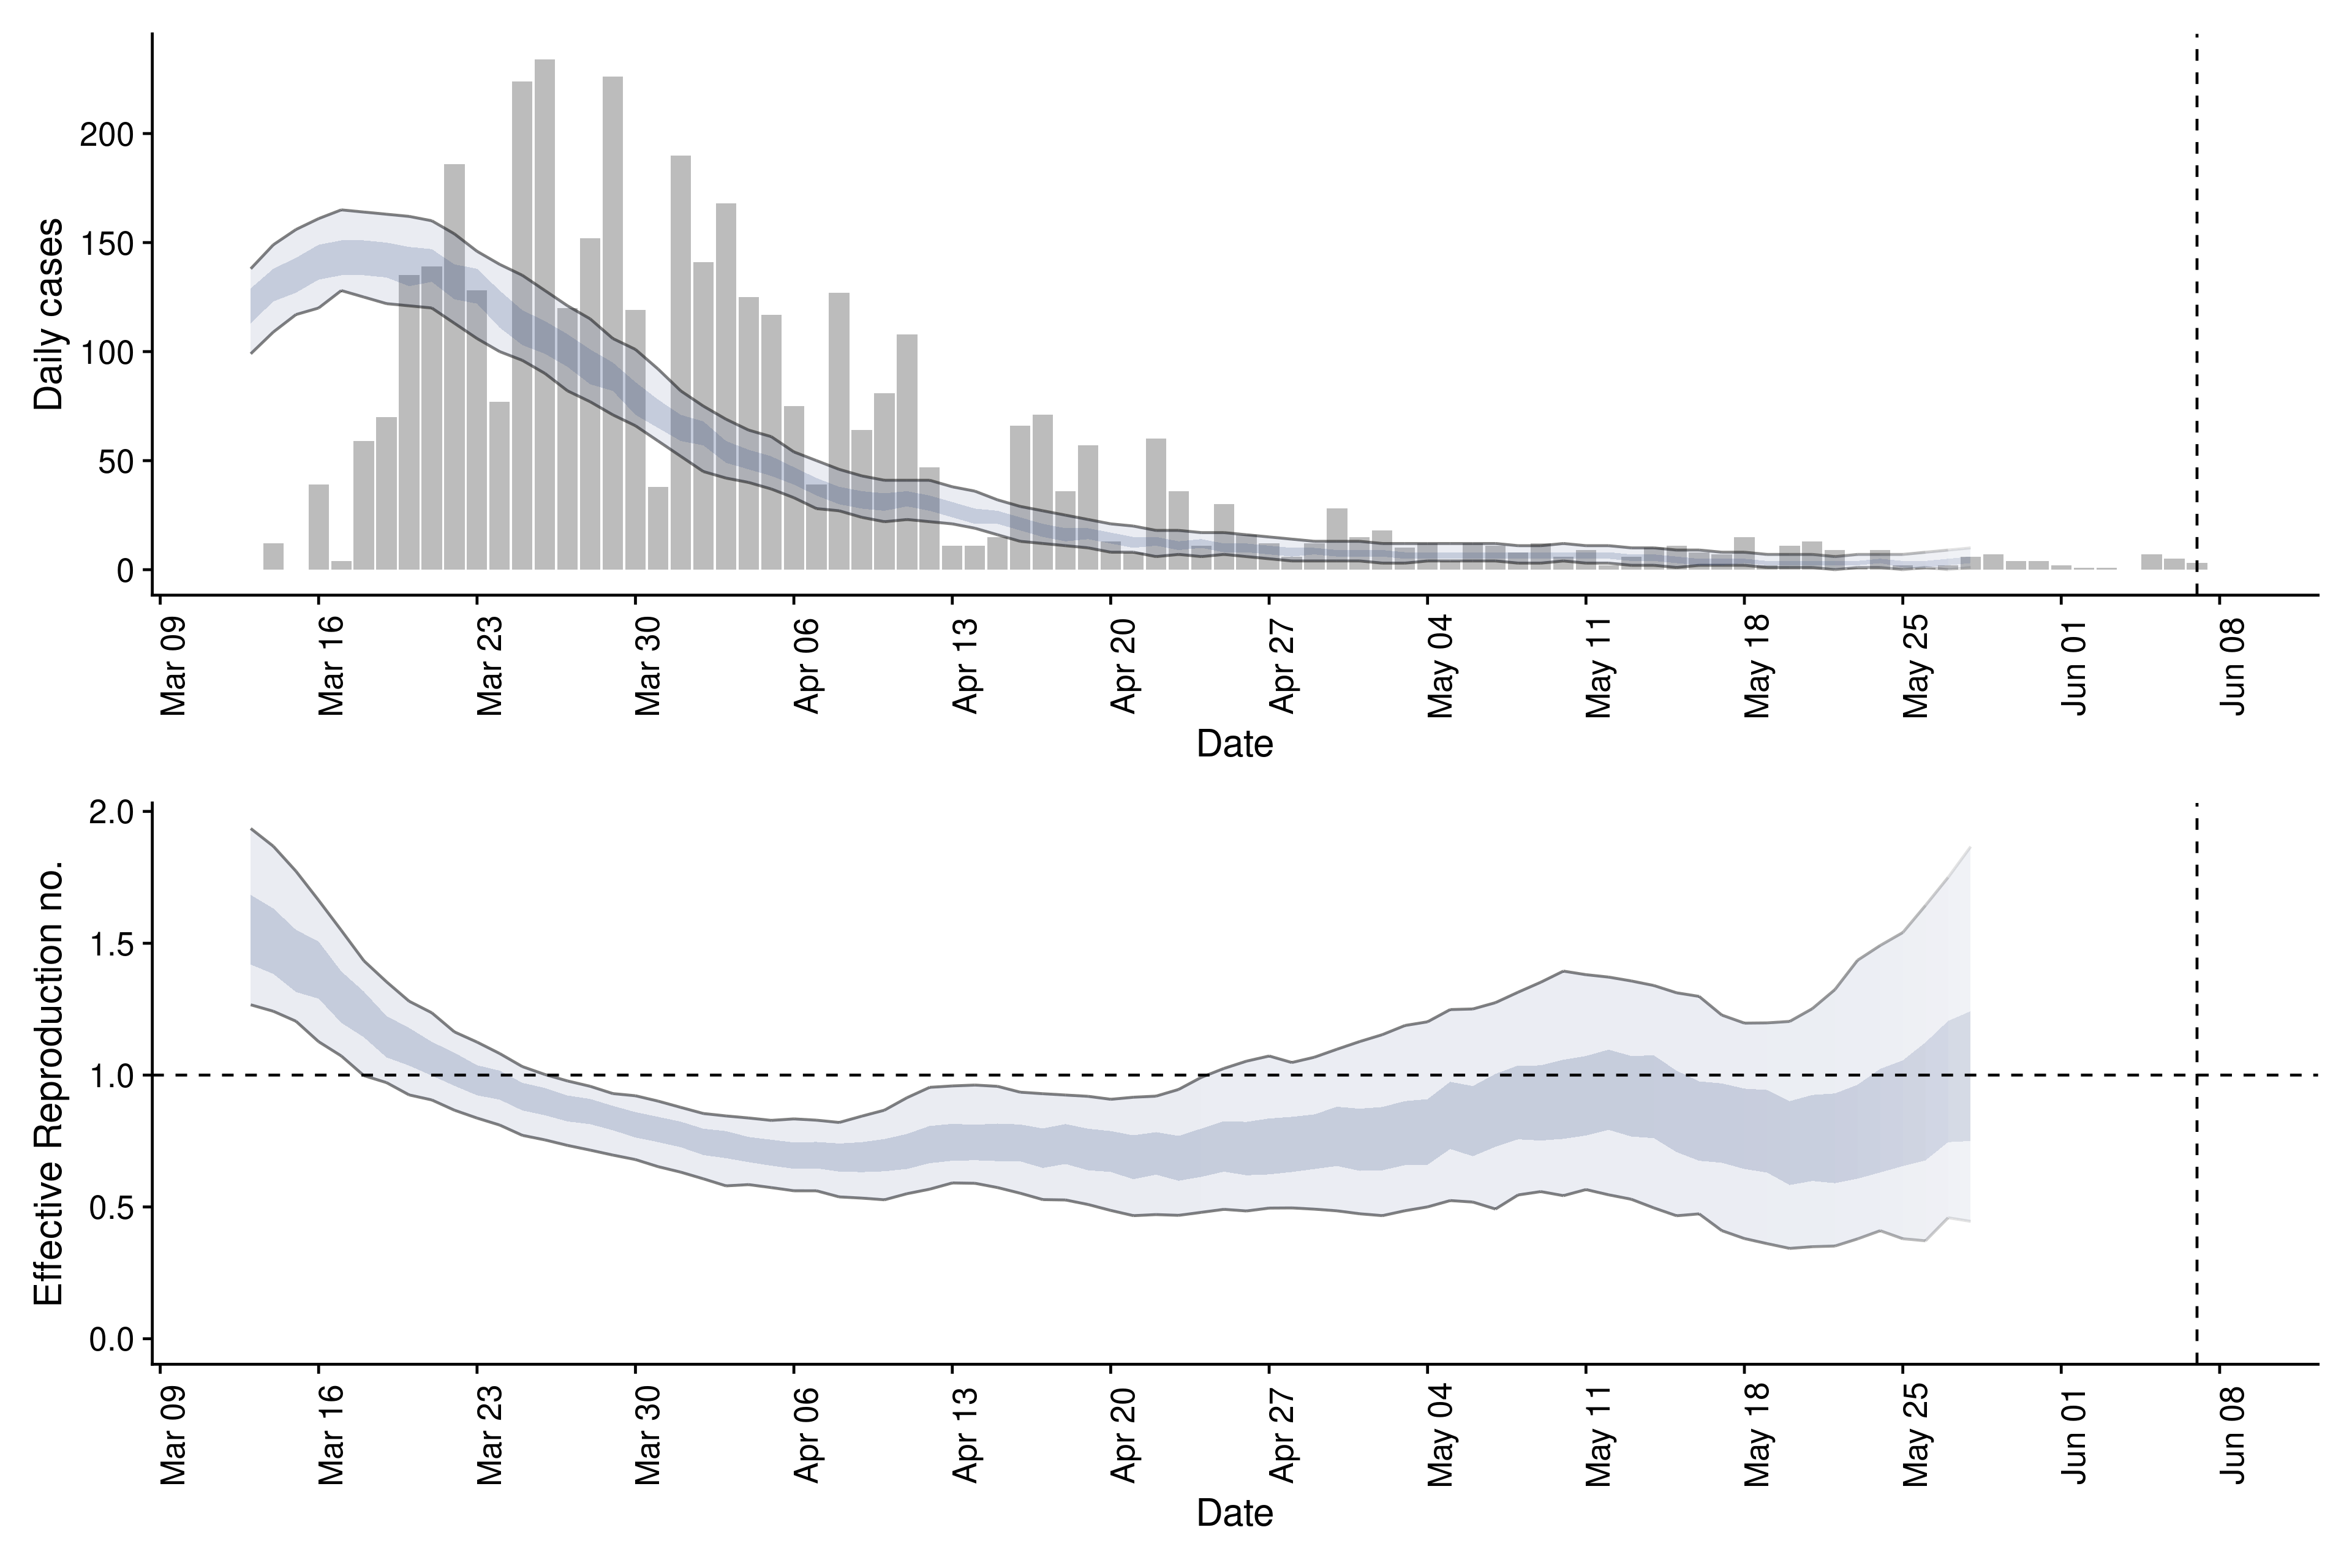 Daily cases
200
150
100
50
0
Mar 09
Mar 16
Mar 23
Mar 30
Apr 06
Apr 13
Apr 20
Apr 27
May 04
May 11
May 18
May 25
Jun 01
Jun 08
Date
Effective Reproduction no.
2.0
1.5
1.0
0.5
0.0
Mar 09
Mar 16
Mar 23
Mar 30
Apr 06
Apr 13
Apr 20
Apr 27
May 04
May 11
May 18
May 25
Jun 01
Jun 08
Date